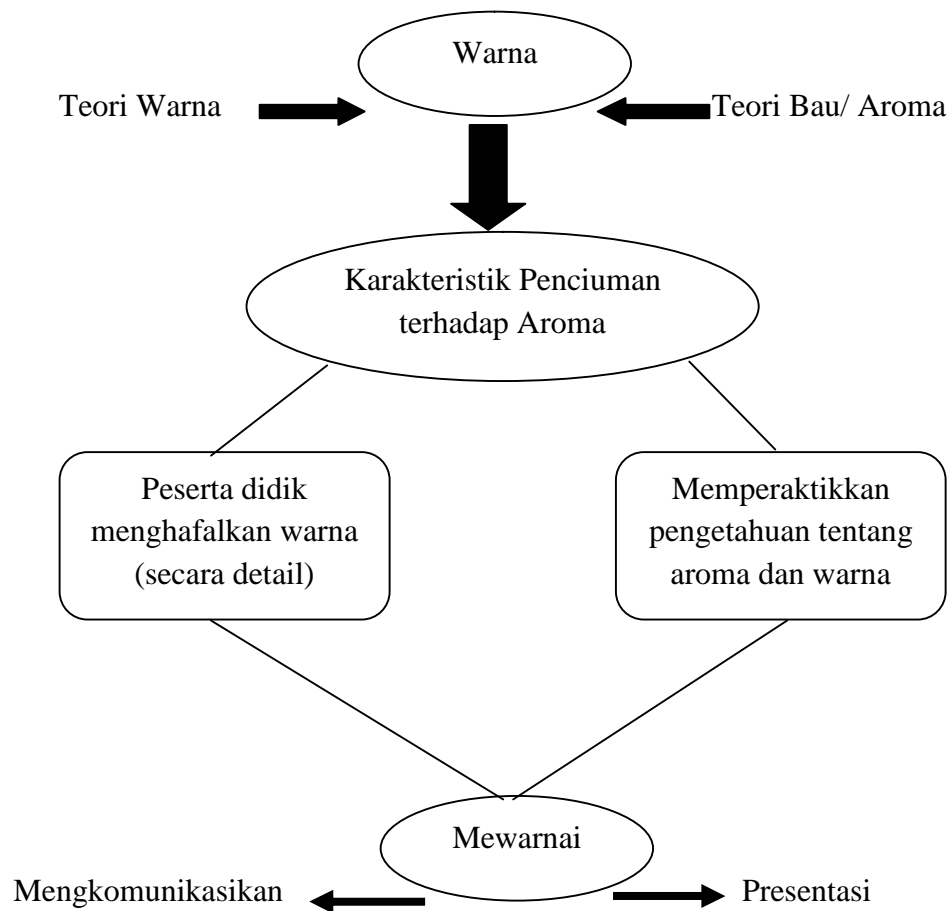 Warna
Teori Warna
Teori Bau/ Aroma
Karakteristik Penciuman
terhadap Aroma
Peserta didik
menghafalkan warna
(secara detail)
Memperaktikkan
pengetahuan tentang
aroma dan warna
Mewarnai
Mengkomunikasikan
Presentasi